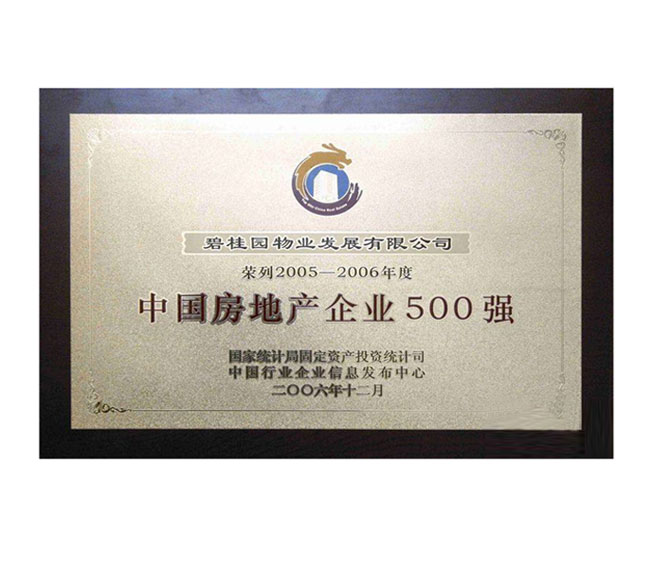 碧桂园物业发展有限公司
荣列2005—2006年度
中国房地产企业500强
国家统计局固定资产投资统计司
中国行业企业信息发布中心
二〇〇六年十二月